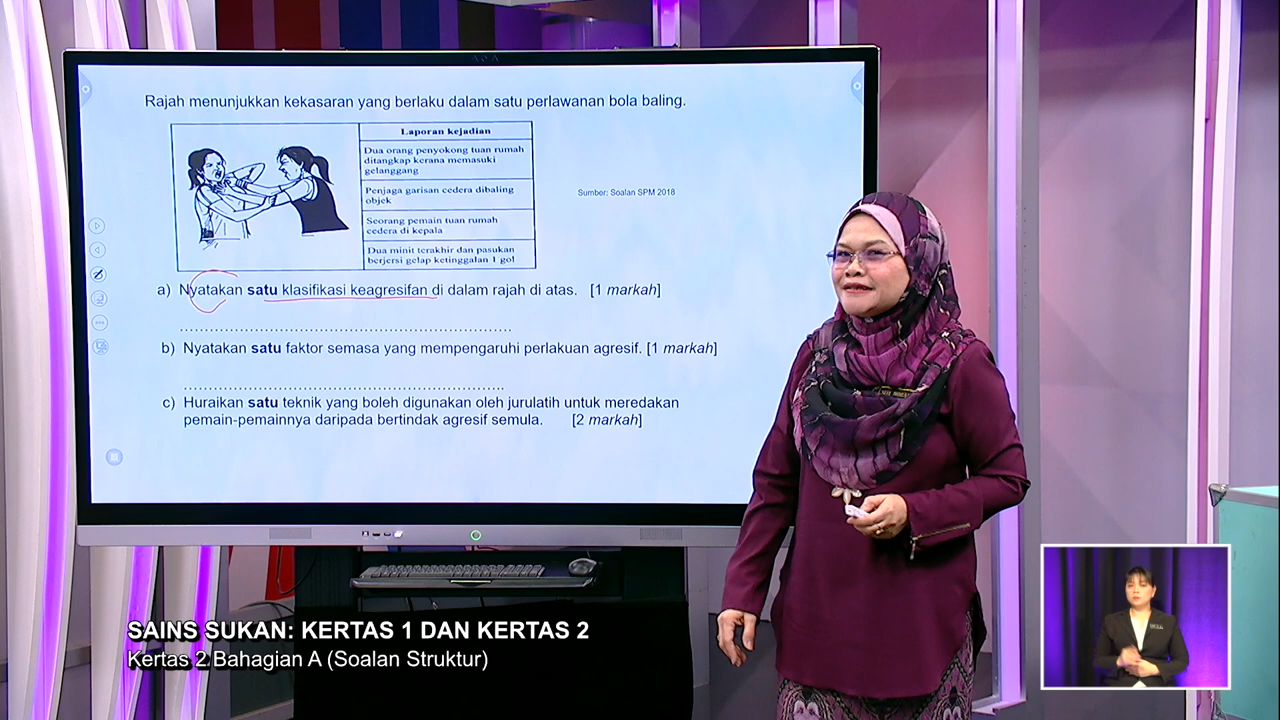 Rajah menunjukkan kekasaran yang berlaku dalam satu perlawanan bola baling.
Laporan kejadian
Dua orang penyokong tuan rumah
ditangkap kerana memasuki
gelanggang
Penjaga garisan cedera dibaling
objek
Seorang pemain tuan rumah
cedera di kepala
Dua minit terakhir dan pasukan
berjersi gelap ketinggalan 1 gol
Sumber: Soalan SPM 2018
a) Nyatakan satu klasifikasi keagresifan di dalam rajah di atas. [1 markah]
................................................................
b) Nyatakan satu faktor semasa yang mempengaruhi perlakuan agresif. [1 markah]
................................................................
c) Huraikan satu teknik yang boleh digunakan oleh jurulatih untuk meredakan
pemain-pemainnya daripada bertindak agresif semula. [2 markah]
SAINS SUKAN: KERTAS 1 DAN KERTAS 2
Kertas 2 Bahagian A (Soalan Struktur)